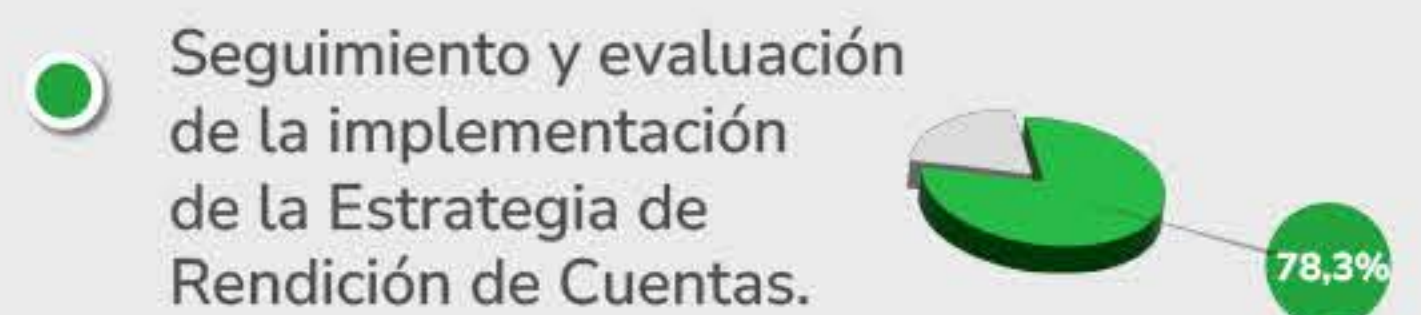 Seguimiento y evaluación
de la implementación
de la Estrategia de
Rendición de Cuentas.
78,3%